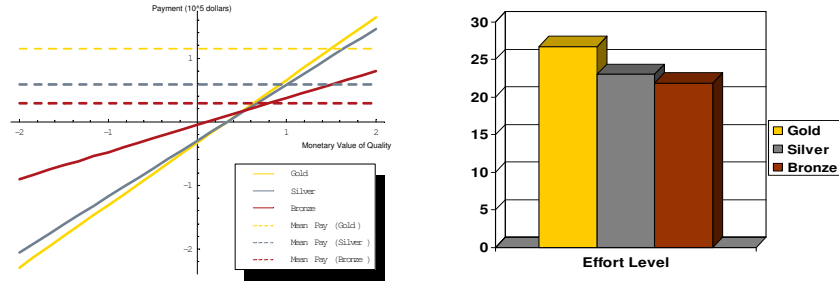 Payment (10^5 dollars)
1
-2
-1
1
2
Monetary Value of Quality
-1
-2
Gold
Silver
Bronze
Mean Pay (Gold)
Mean Pay (Silver)
Mean Pay (Bronze)
30
25
20
15
10
5
0
Effort Level
Gold
Silver
Bronze